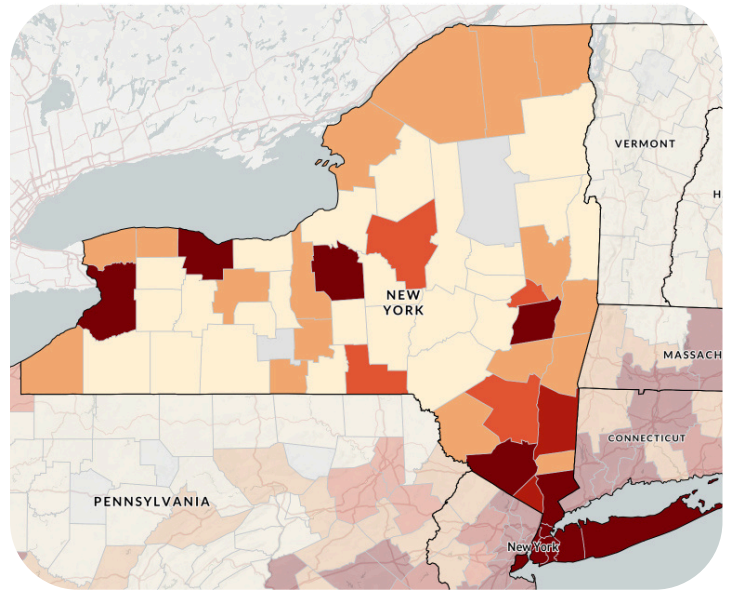 VERMONT
H
NEW
YORK
MASSACH
CONNECTICUT
PENNSYLVANIA
New York